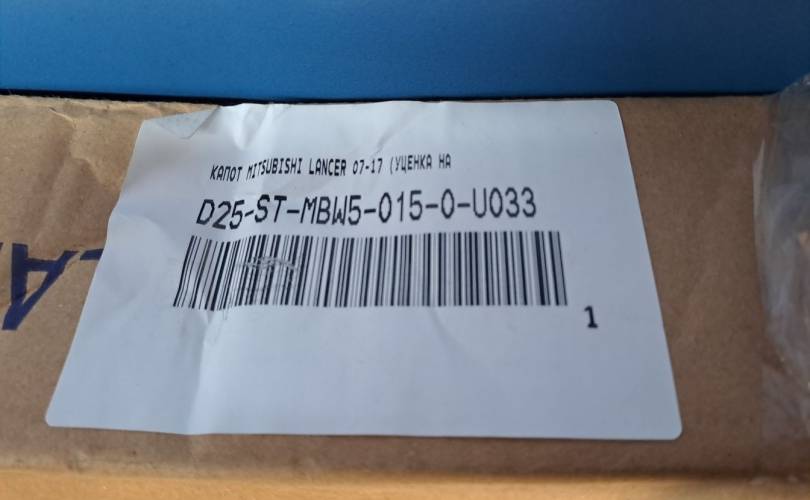 КАПОТ MITSUBISHI LANCER 07-17 (УЦЕНКА НА
D25-ST-MBW5-015-0-U033
1